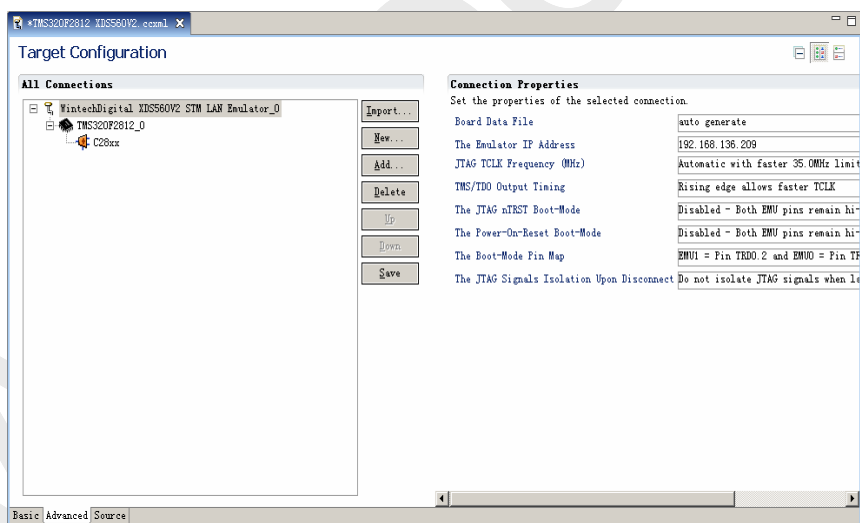 *TMS320F2812 XDS560V2.ccxml
Target Configuration
All Connections
WintechDigital XDS560V2 STM LAN Emulator_0
TMS320F2812_0
C28xx
Import...
New...
Add...
Delete
Up
Down
Save
Connection Properties
Set the properties of the selected connection.
Board Data File auto generate
The Emulator IP Address 192.168.136.209
JTAG TCLK Frequency (MHz) Automatic with faster 35.0MHz limit
TMS/TDO Output Timing Rising edge allows faster TCLK
The JTAG nTRST Boot-Mode Disabled - Both EMU pins remain hi-
The Power-On-Reset Boot-Mode Disabled - Both EMU pins remain hi-
The Boot-Mode Pin Map EMU1 = Pin TRD0.2 and EMU0 = Pin TR
The JTAG Signals Isolation Upon Disconnect Do not isolate JTAG signals when lo
Basic Advanced Source